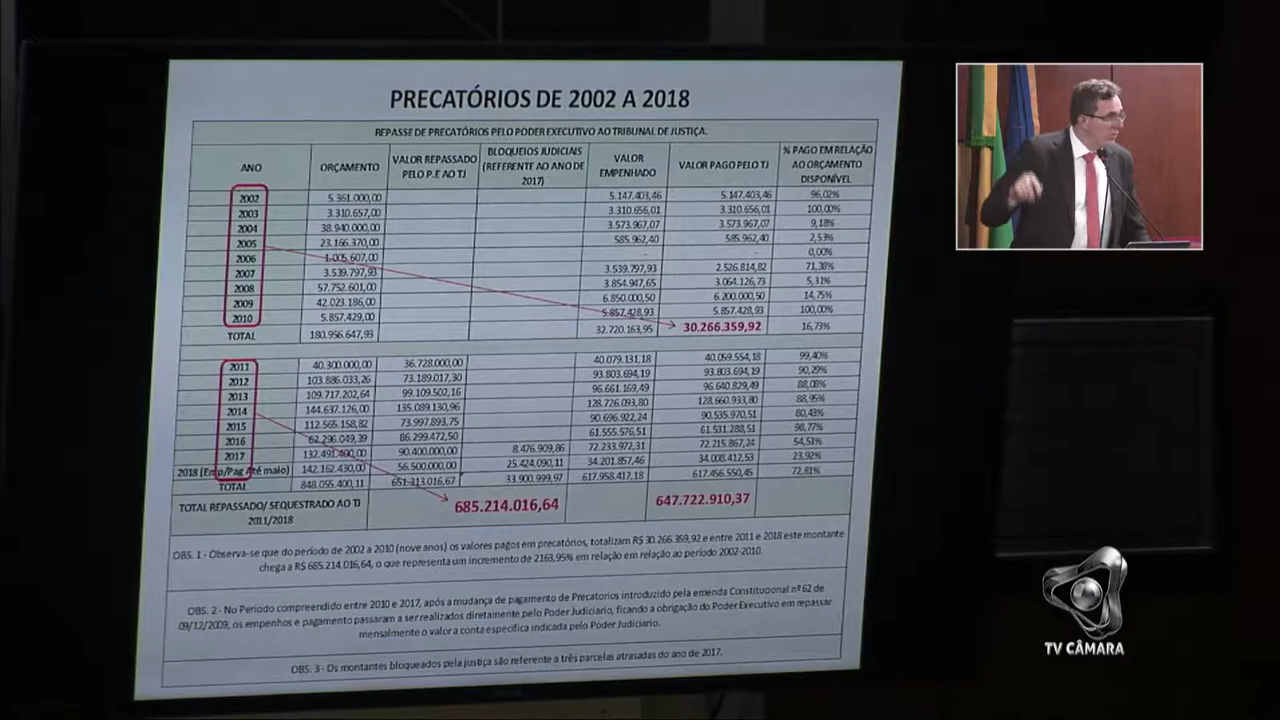 PRECATÓRIOS DE 2002 A 2018
REPASSE DE PRECATÓRIOS PELO PODER EXECUTIVO AO TRIBUNAL DE JUSTIÇA.
ANO ORÇAMENTO VALOR REPASSADO PELO P.E AO TJ BLOQUEIOS JUDICIAIS (REFERENTE AO ANO DE 2017) VALOR EMPENHADO VALOR PAGO PELO TJ % PAGO EM RELAÇÃO AO ORÇAMENTO DISPONÍVEL
2002 5.361.000,00 5.147.403,46 5.147.403,46 96,02%
2003 3.310.657,00 3.310.656,01 3.310.656,01 100,00%
2004 38.940.000,00 3.573.967,07 3.573.967,07 9,18%
2005 23.166.370,00 585.962,40 585.962,40 2,53%
2006 1.005.607,00 - - 0,00%
2007 3.539.797,93 3.539.797,93 2.526.814,82 71,38%
2008 57.752.601,00 3.854.947,65 3.064.126,73 5,31%
2009 42.023.186,00 6.850.000,50 6.200.000,50 14,75%
2010 5.857.429,00 5.857.428,93 5.857.428,93 100,00%
TOTAL 180.956.647,93 32.720.163,95 30.266.359,92 16,73%
2011 40.300.000,00 36.728.000,00 40.079.131,18 40.059.554,18 99,40%
2012 103.886.033,26 73.189.017,30 93.803.694,19 93.803.694,19 90,29%
2013 109.717.202,64 99.109.502,16 96.661.169,49 96.640.829,49 88,08%
2014 144.637.126,00 135.089.130,96 128.726.093,80 128.660.933,80 88,95%
2015 112.565.158,82 73.997.893,75 90.696.922,24 90.535.970,51 80,43%
2016 62.296.049,39 86.299.472,50 61.555.576,51 61.531.288,51 98,77%
2017 132.491.400,00 90.400.000,00 8.476.909,86 72.233.972,31 72.215.867,24 54,51%
2018 (Emp/Pag Até maio) 142.162.430,00 56.500.000,00 25.424.090,11 34.201.857,46 34.008.412,53 23,92%
TOTAL 848.055.400,11 651.313.016,67 33.900.999,97 617.958.417,18 617.456.550,45 72,81%
TOTAL REPASSADO/ SEQUESTRADO AO TJ 2011/2018 685.214.016,64 647.722.910,37
OBS. 1 - Observa-se que do período de 2002 a 2010 (nove anos) os valores pagos em precatórios, totalizam R$ 30.266.359,92 e entre 2011 e 2018 este montante
chega a R$ 685.214.016,64, o que representa um incremento de 2163,95% em relação em relação ao período 2002-2010.
OBS. 2 - No Periodo compreendido entre 2010 e 2017, após a mudança de pagamento de Precatorios introduzido pela emenda Constitucional nº 62 de
09/12/2009, os empenhos e pagamento passaram a ser realizados diretamente pelo Poder Judiciario, ficando a obrigação do Poder Executivo em repassar
mensalmente o valor a conta especifica indicada pelo Poder Judiciario.
OBS. 3 - Os montantes bloqueados pela justiça são referente a três parcelas atrasadas do ano de 2017.
TV CÂMARA